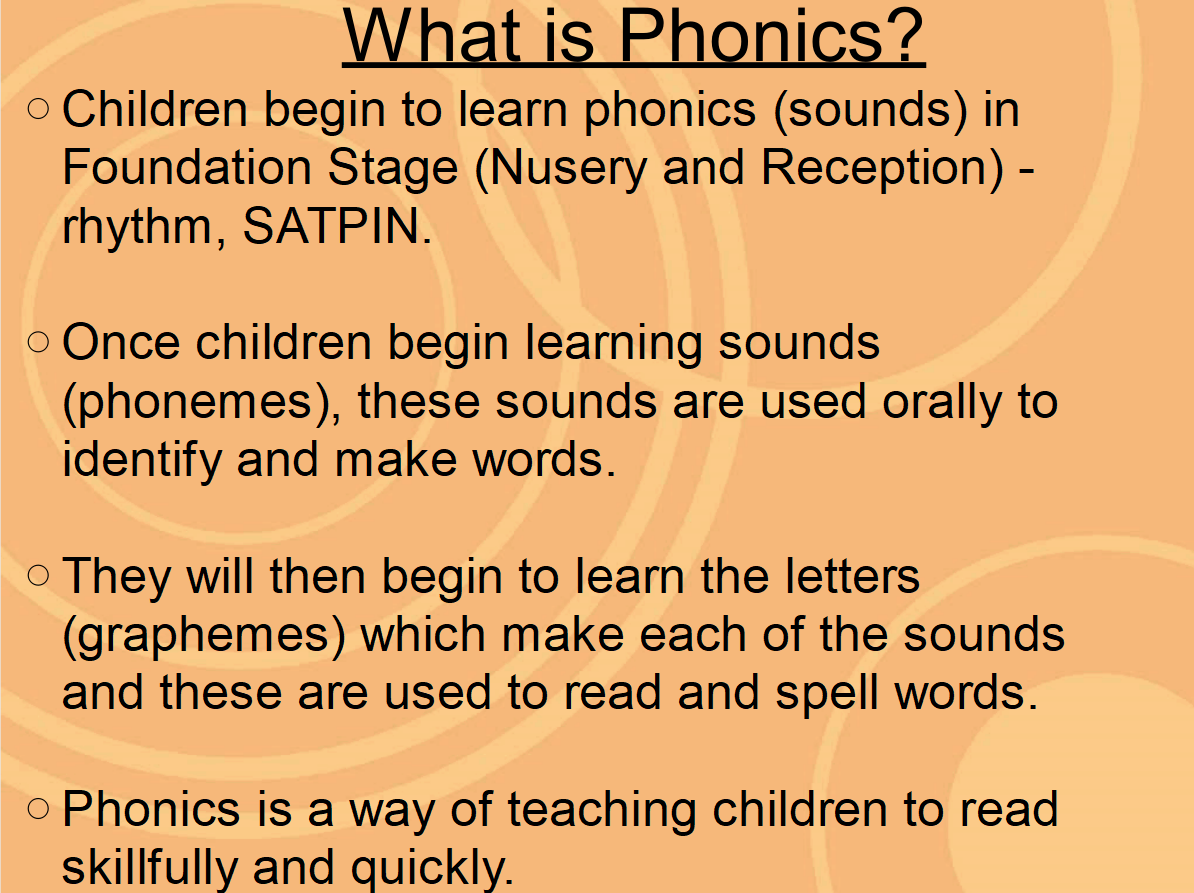 What is Phonics?
○ Children begin to learn phonics (sounds) in
Foundation Stage (Nusery and Reception) -
rhythm, SATPIN.
○ Once children begin learning sounds
(phonemes), these sounds are used orally to
identify and make words.
○ They will then begin to learn the letters
(graphemes) which make each of the sounds
and these are used to read and spell words.
○ Phonics is a way of teaching children to read
skillfully and quickly.